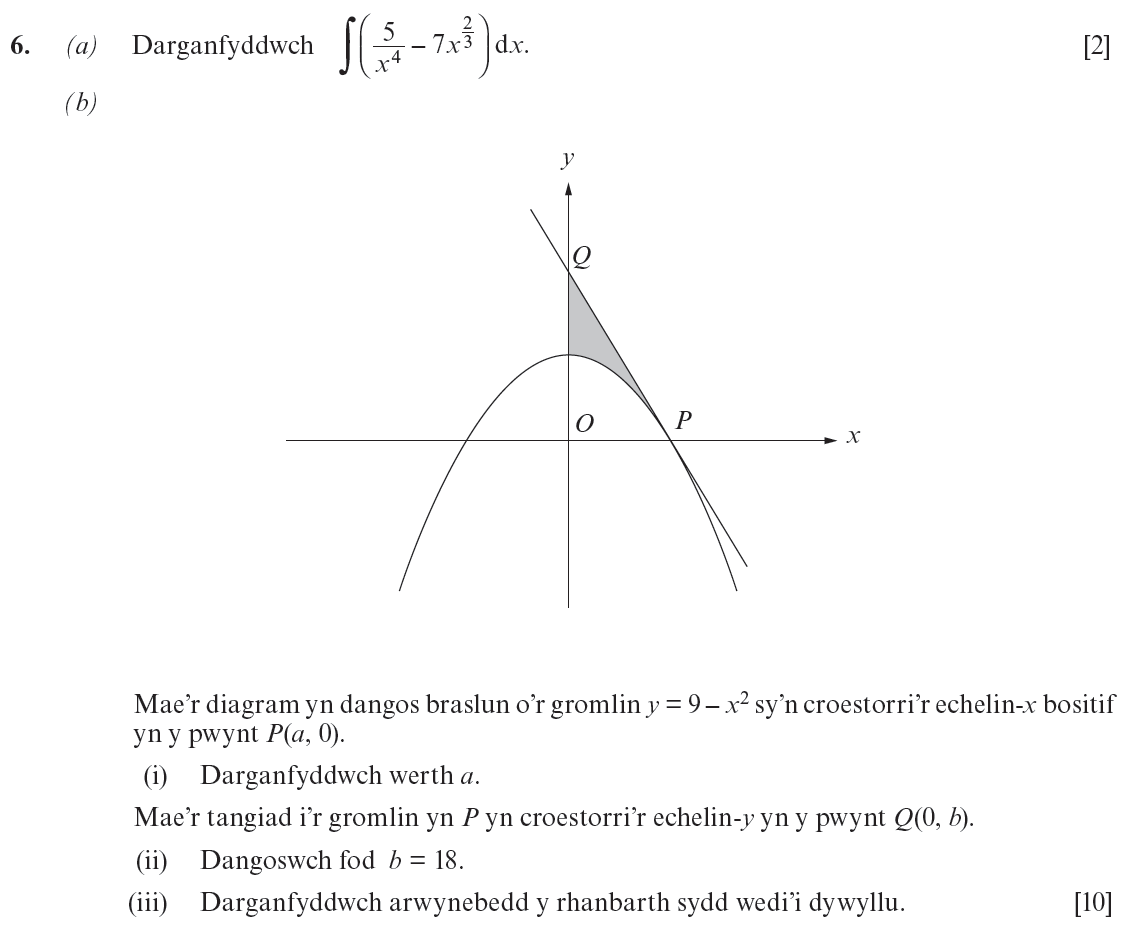 6. (a) Darganfyddwch ∫(5/x⁴ – 7x^(2/3)) dx. [2]
(b)
y
Q
O
P
x
Mae'r diagram yn dangos braslun o'r gromlin y = 9 – x² sy'n croestorri'r echelin-x bositif
yn y pwynt P(a, 0).
(i) Darganfyddwch werth a.
Mae'r tangiad i'r gromlin yn P yn croestorri'r echelin-y yn y pwynt Q(0, b).
(ii) Dangoswch fod b = 18.
(iii) Darganfyddwch arwynebedd y rhanbarth sydd wedi'i dywyllu. [10]